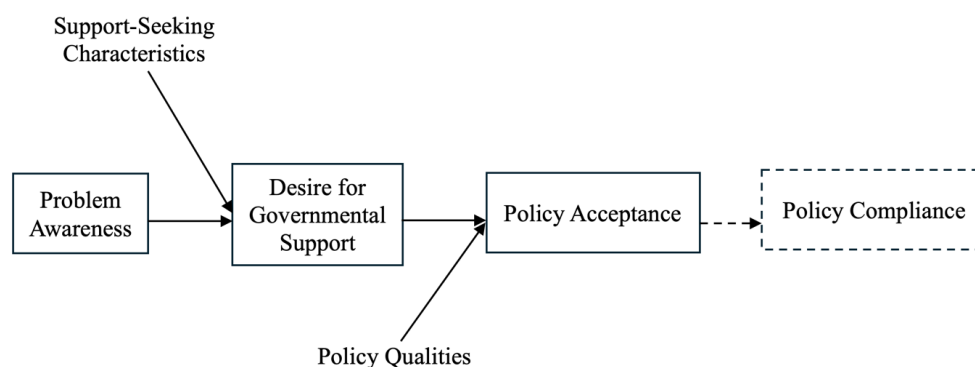 Support-Seeking
Characteristics
Problem
Awareness
Desire for
Governmental
Support
Policy Acceptance
Policy Compliance
Policy Qualities